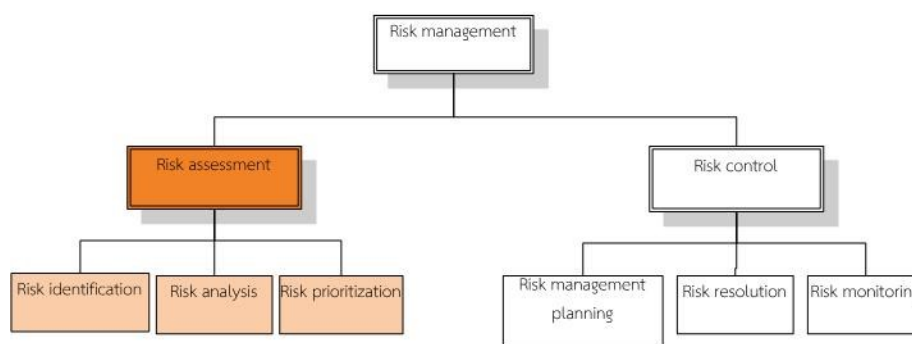 Risk management
Risk assessment
Risk control
Risk identification
Risk analysis
Risk prioritization
Risk management
planning
Risk resolution
Risk monitorin